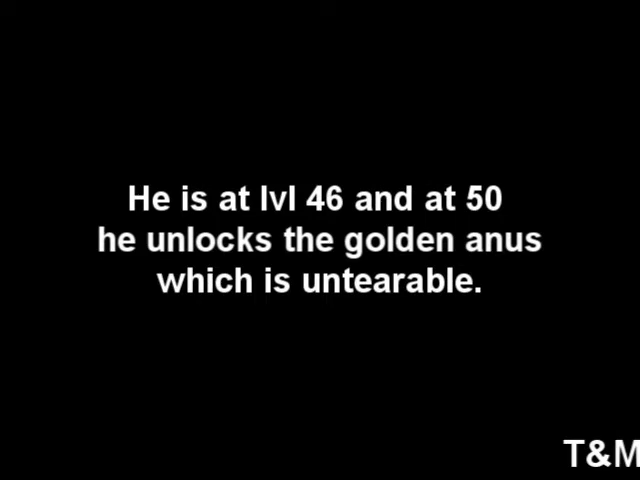 He is at lvl 46 and at 50
he unlocks the golden anus
which is untearable.
T&M